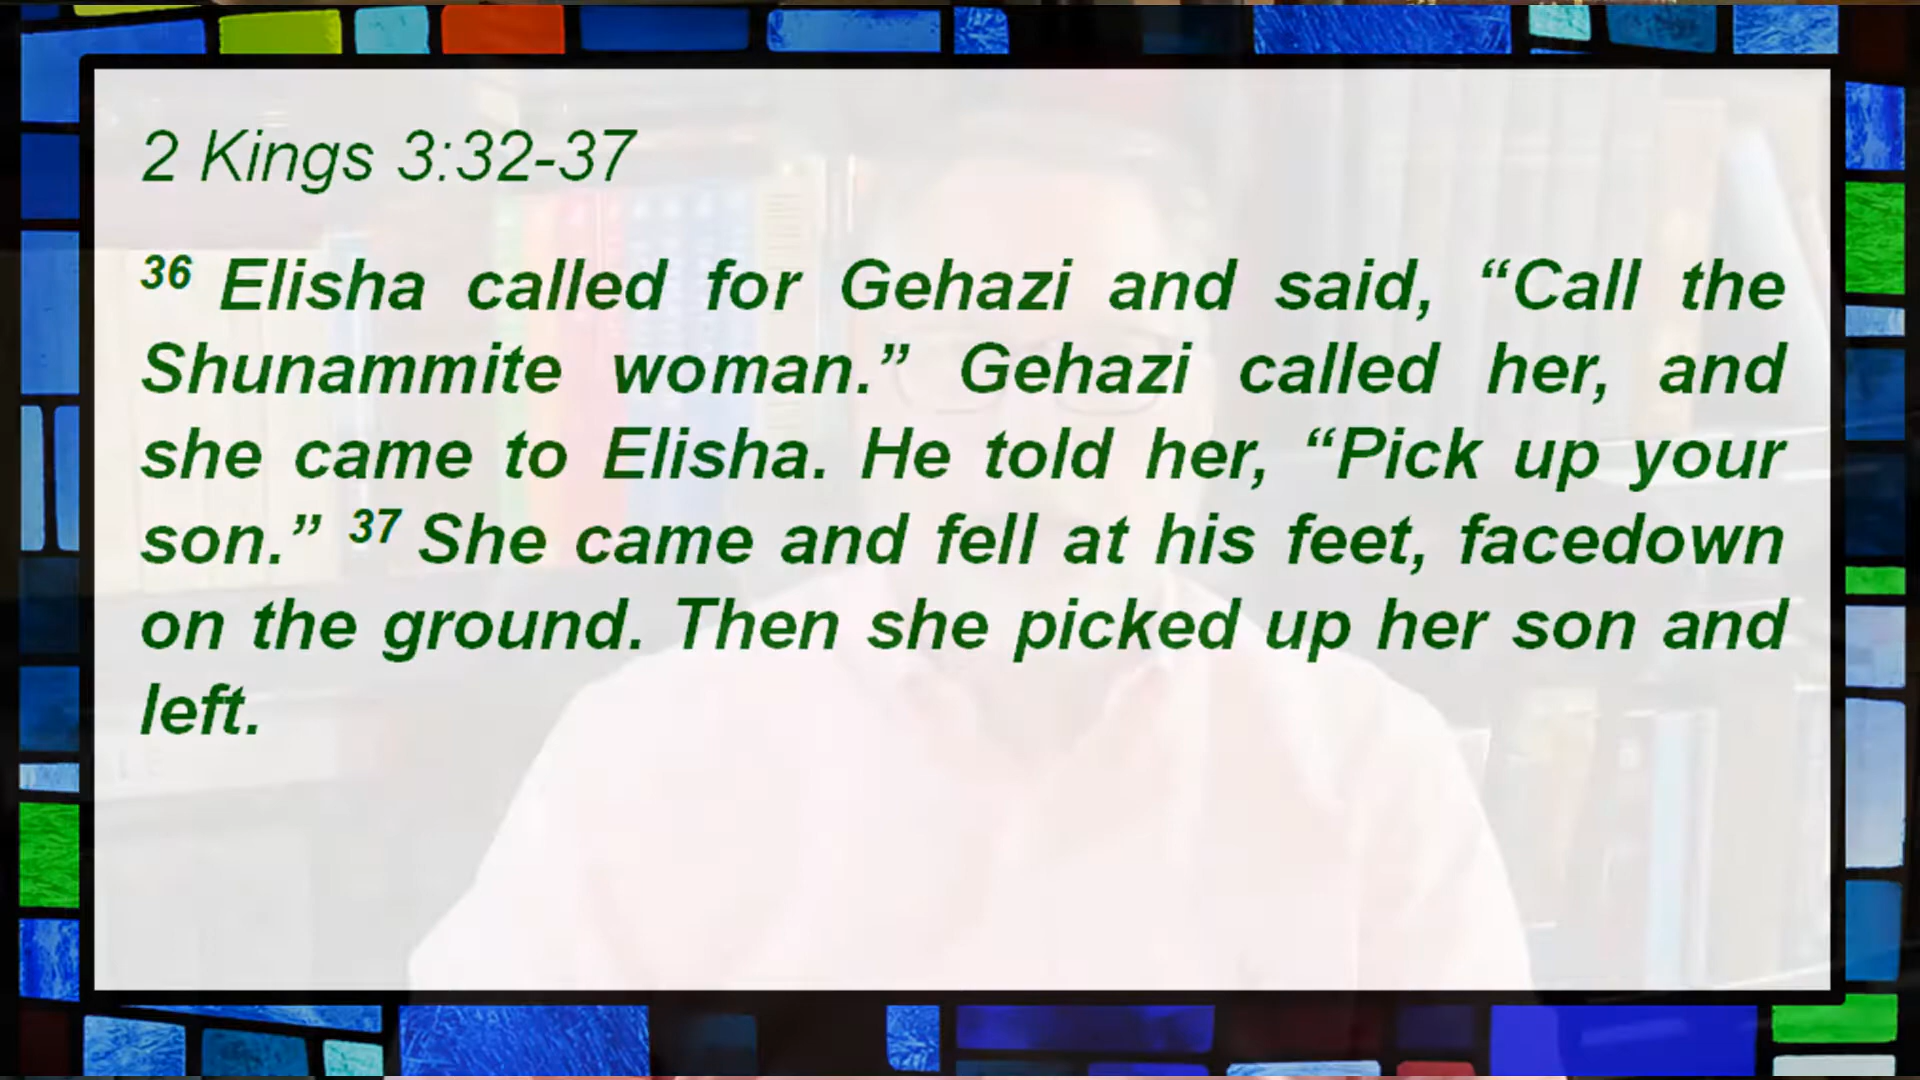 2 Kings 3:32-37
36 Elisha called for Gehazi and said, “Call the
Shunammite woman.” Gehazi called her, and
she came to Elisha. He told her, “Pick up your
son.” 37 She came and fell at his feet, facedown
on the ground. Then she picked up her son and
left.